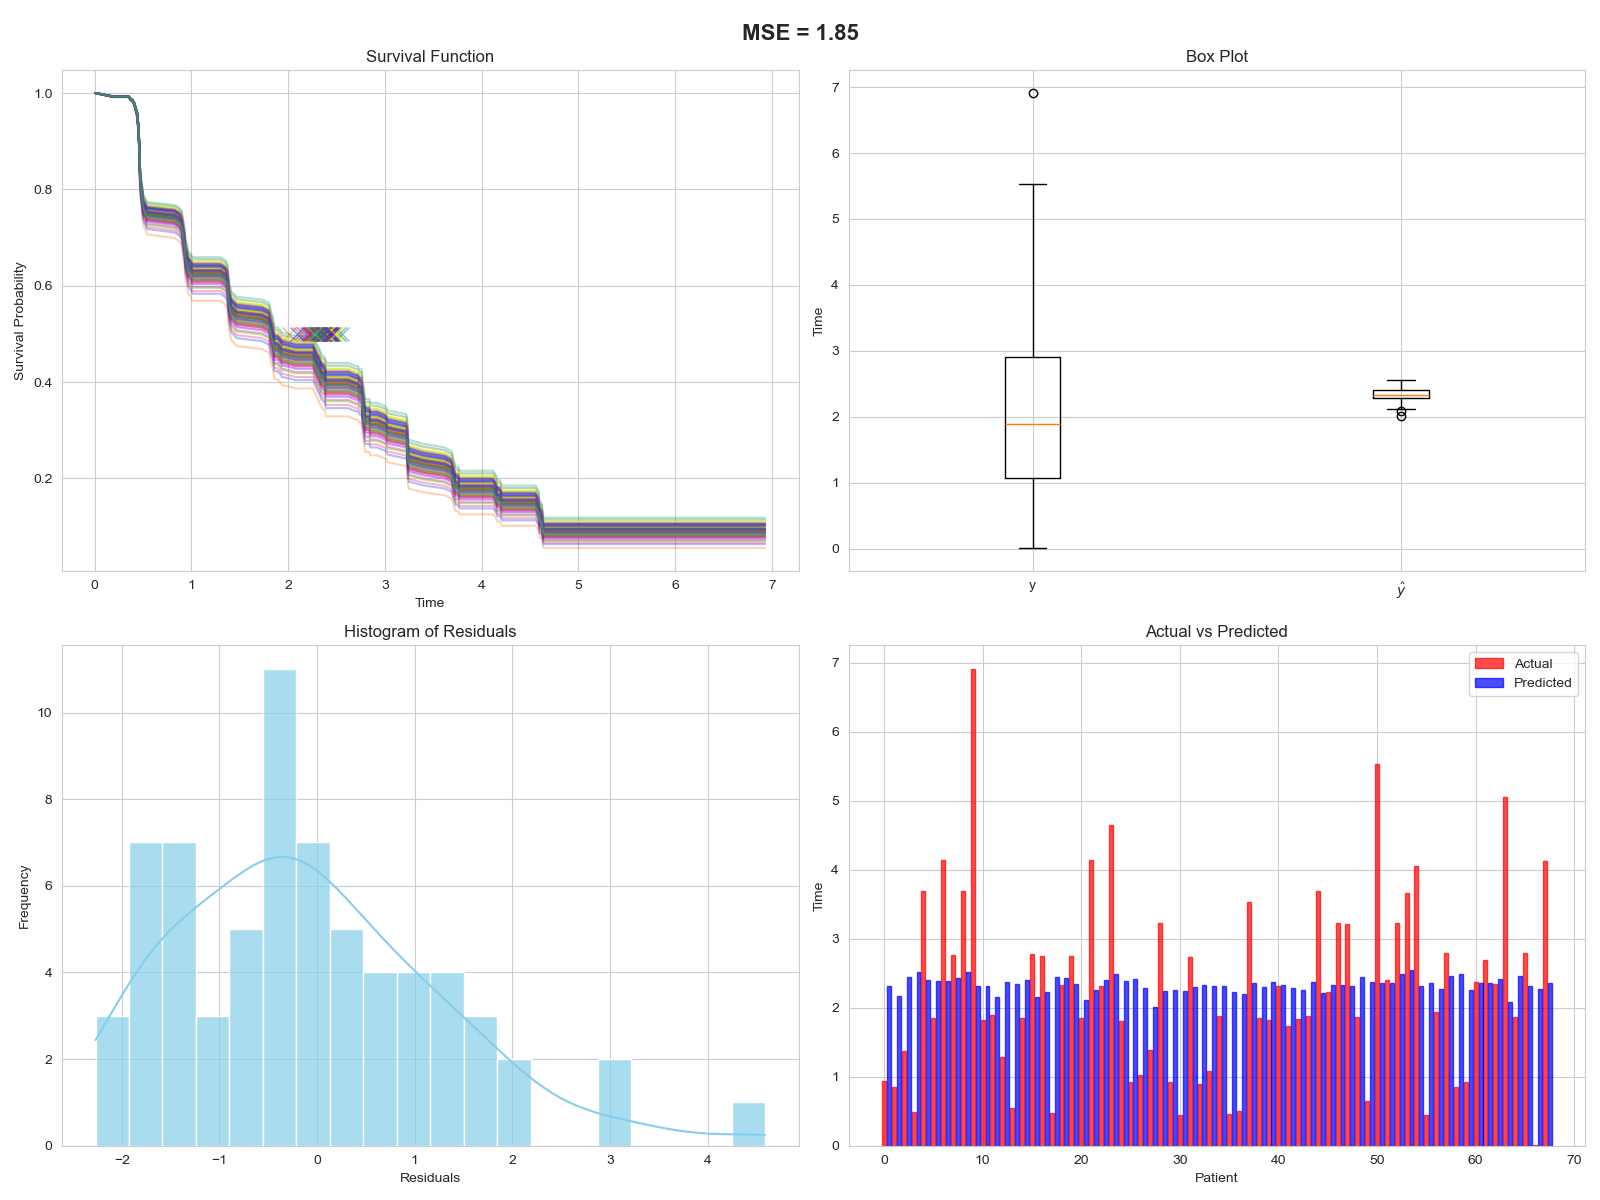 MSE = 1.85
Survival Function
1.0
0.8
0.6
0.4
0.2
Survival Probability
0 1 2 3 4 5 6 7
Time
Box Plot
7
6
5
4
3
2
1
0
Time
y ŷ
Histogram of Residuals
10
8
6
4
2
0
Frequency
−2 −1 0 1 2 3 4
Residuals
Actual vs Predicted
Actual
Predicted
7
6
5
4
3
2
1
0
Time
0 10 20 30 40 50 60 70
Patient